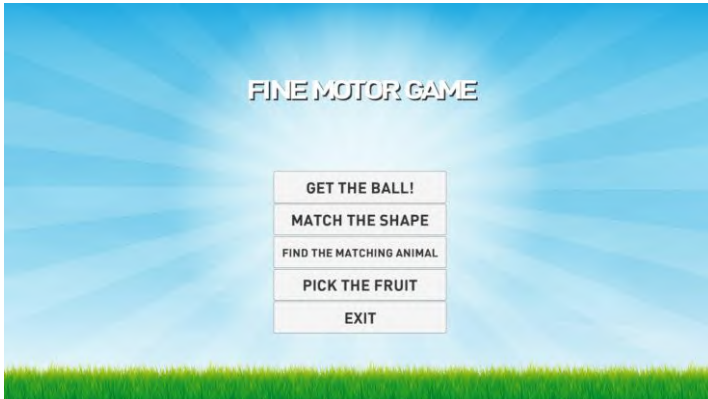 FINE MOTOR GAME
GET THE BALL!
MATCH THE SHAPE
FIND THE MATCHING ANIMAL
PICK THE FRUIT
EXIT